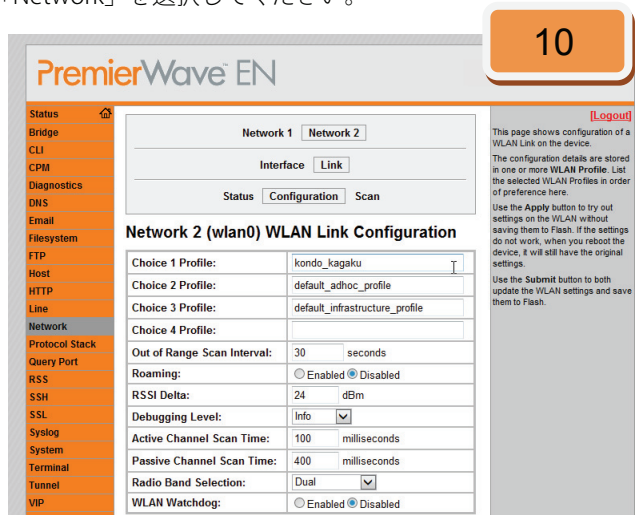 「Network」を選択してください。
10
PremierWave™ EN
Status
Bridge
CLI
CPM
Diagnostics
DNS
Email
Filesystem
FTP
Host
HTTP
Line
Network
Protocol Stack
Query Port
RSS
SSH
SSL
Syslog
System
Terminal
Tunnel
VIP
Network 1 Network 2
Interface Link
Status Configuration Scan
Network 2 (wlan0) WLAN Link Configuration
Choice 1 Profile: kondo_kagaku
Choice 2 Profile: default_adhoc_profile
Choice 3 Profile: default_infrastructure_profile
Choice 4 Profile:
Out of Range Scan Interval: 30 seconds
Roaming: Enabled Disabled
RSSI Delta: 24 dBm
Debugging Level: Info
Active Channel Scan Time: 100 milliseconds
Passive Channel Scan Time: 400 milliseconds
Radio Band Selection: Dual
WLAN Watchdog: Enabled Disabled
[Logout]
This page shows configuration of a
WLAN Link on the device.
The configuration details are stored
in one or more WLAN Profile. List
the selected WLAN Profiles in order
of preference here.
Use the Apply button to try out
settings on the WLAN without
saving them to Flash. If the settings
do not work, when you reboot the
device, it will still have the original
settings.
Use the Submit button to both
update the WLAN settings and save
them to Flash.